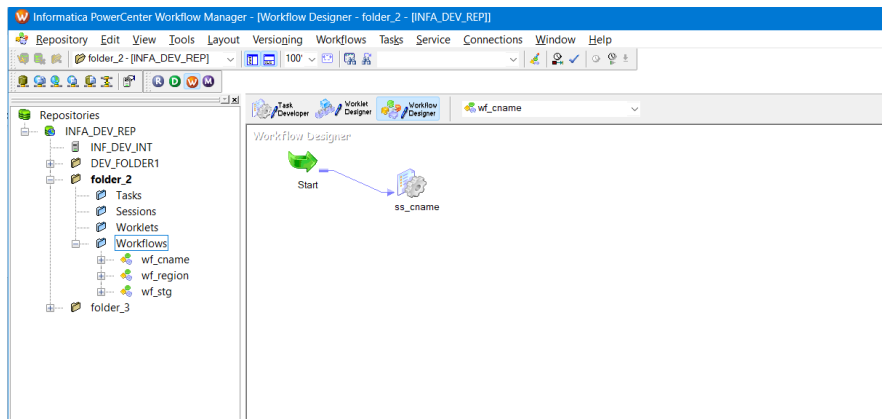 Informatica PowerCenter Workflow Manager - [Workflow Designer - folder_2 - [INFA_DEV_REP]]
Repository Edit View Tools Layout Versioning Workflows Tasks Service Connections Window Help
folder_2 - [INFA_DEV_REP] 100%
R D W M
Task Developer Worklet Designer Workflow Designer wf_cname
Repositories
INFA_DEV_REP
INF_DEV_INT
DEV_FOLDER1
folder_2
Tasks
Sessions
Worklets
Workflows
wf_cname
wf_region
wf_stg
folder_3
Workflow Designer
Start
ss_cname